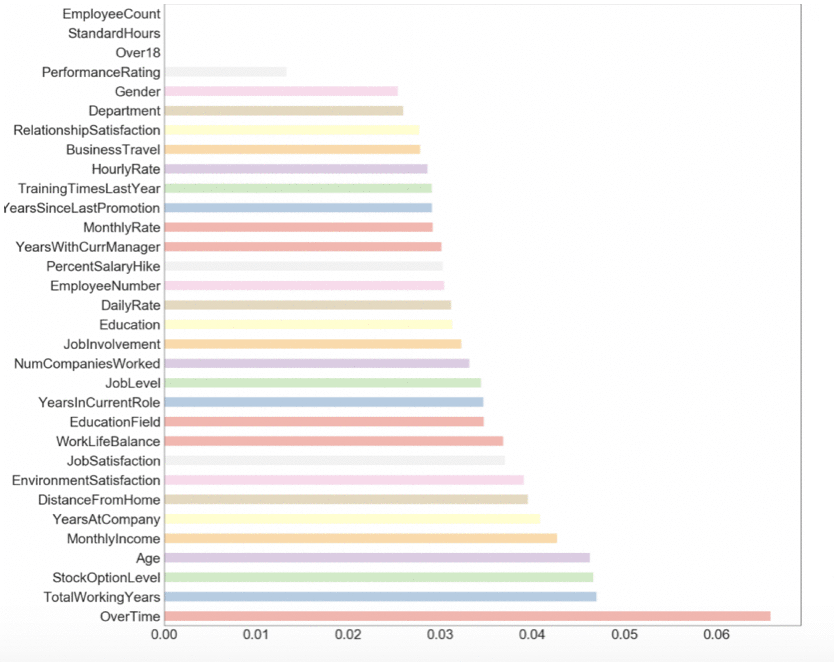 EmployeeCount
StandardHours
Over18
PerformanceRating
Gender
Department
RelationshipSatisfaction
BusinessTravel
HourlyRate
TrainingTimesLastYear
YearsSinceLastPromotion
MonthlyRate
YearsWithCurrManager
PercentSalaryHike
EmployeeNumber
DailyRate
Education
JobInvolvement
NumCompaniesWorked
JobLevel
YearsInCurrentRole
EducationField
WorkLifeBalance
JobSatisfaction
EnvironmentSatisfaction
DistanceFromHome
YearsAtCompany
MonthlyIncome
Age
StockOptionLevel
TotalWorkingYears
OverTime
0.00 0.01 0.02 0.03 0.04 0.05 0.06